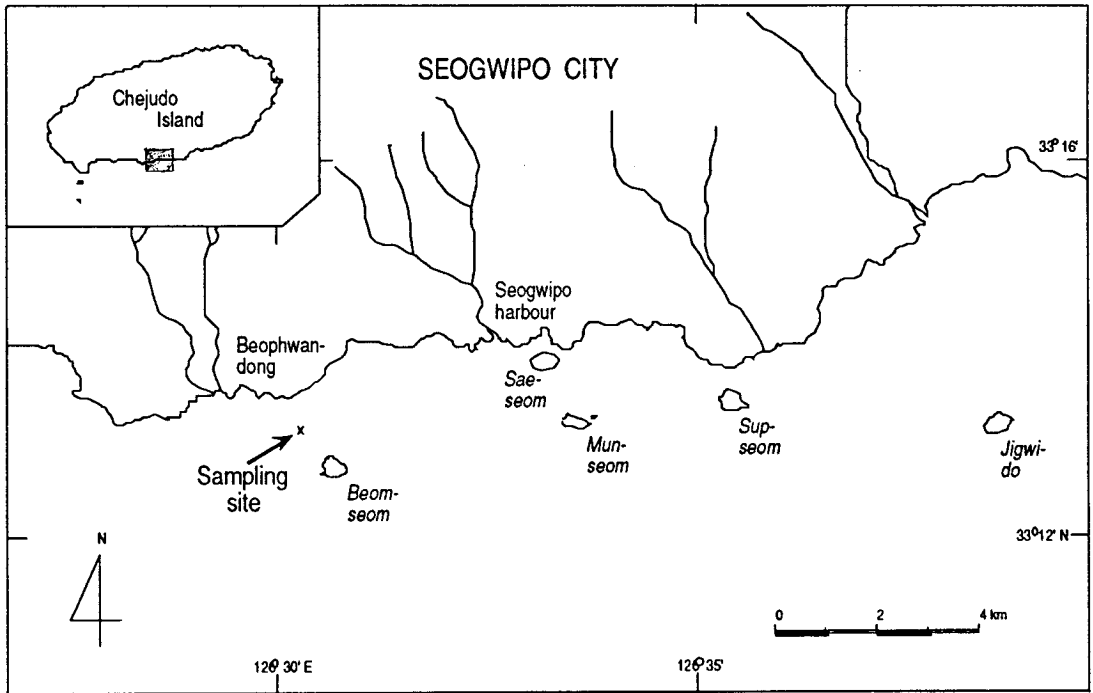 SEOGWIPO CITY
Chejudo
Island
33° 16'
Seogwipo
harbour
Beophwan-
dong
Sae-
seom
Mun-
seom
Sup-
seom
Jigwi-
do
x
Sampling
site
Beom-
seom
33° 12' N
N
0 2 4 km
126° 30' E
126° 35'